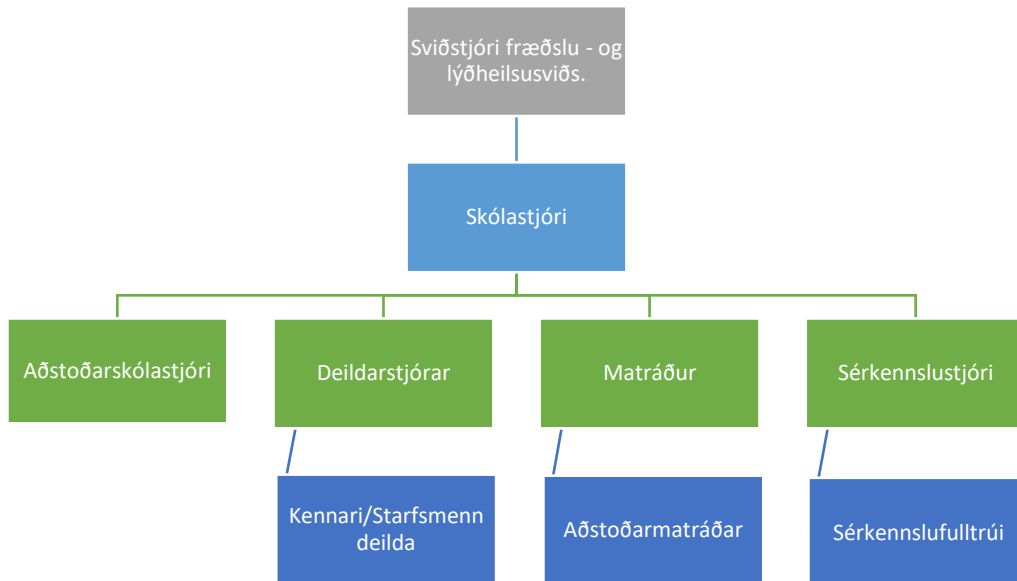 Sviðstjóri fræðslu - og
lýðheilsusviðs.
Skólastjóri
Aðstoðarskólastjóri
Deildarstjórar
Matráður
Sérkennslustjóri
Kennari/Starfsmenn
deilda
Aðstoðarmatráðar
Sérkennslufulltrúi